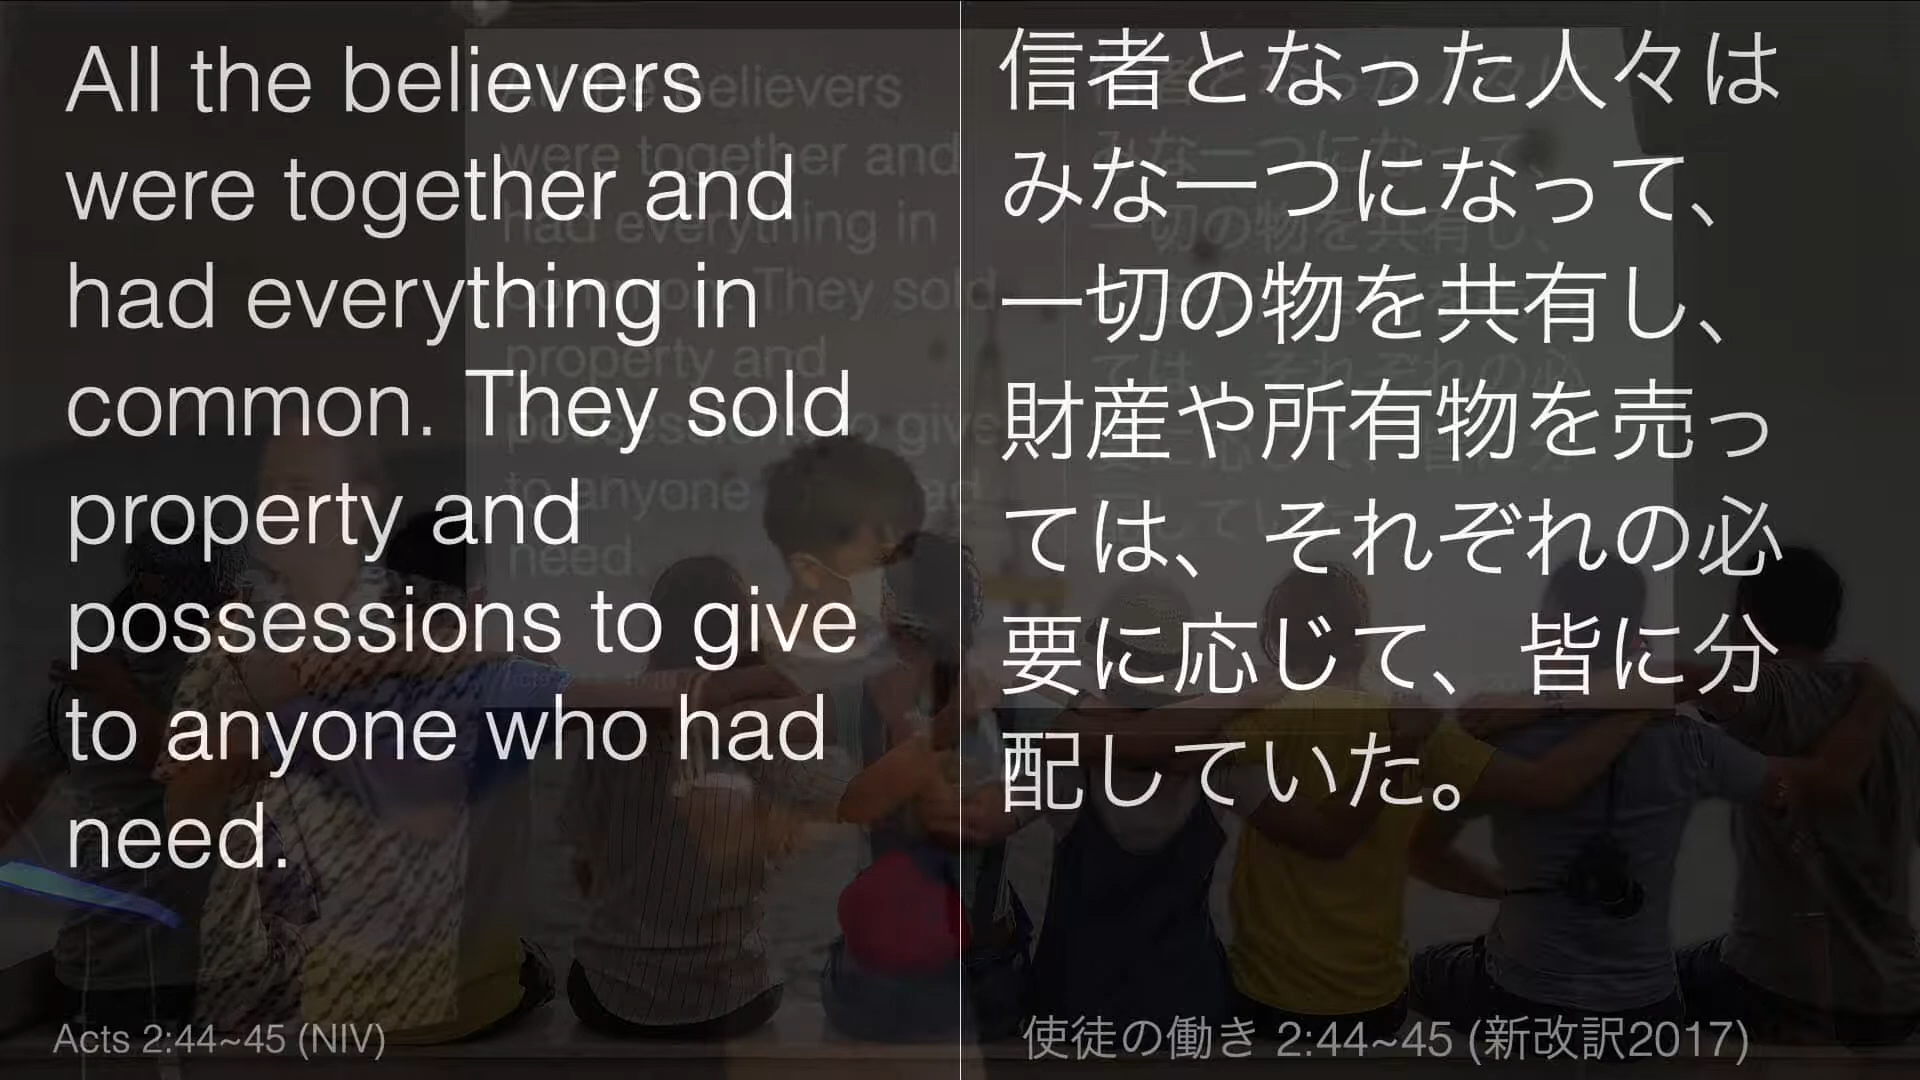 All the believers
were together and
had everything in
common. They sold
property and
possessions to give
to anyone who had
need.
Acts 2:44~45 (NIV)
信者となった人々は
みな一つになって、
一切の物を共有し、
財産や所有物を売っ
ては、それぞれの必
要に応じて、皆に分
配していた。
使徒の働き 2:44~45 (新改訳2017)